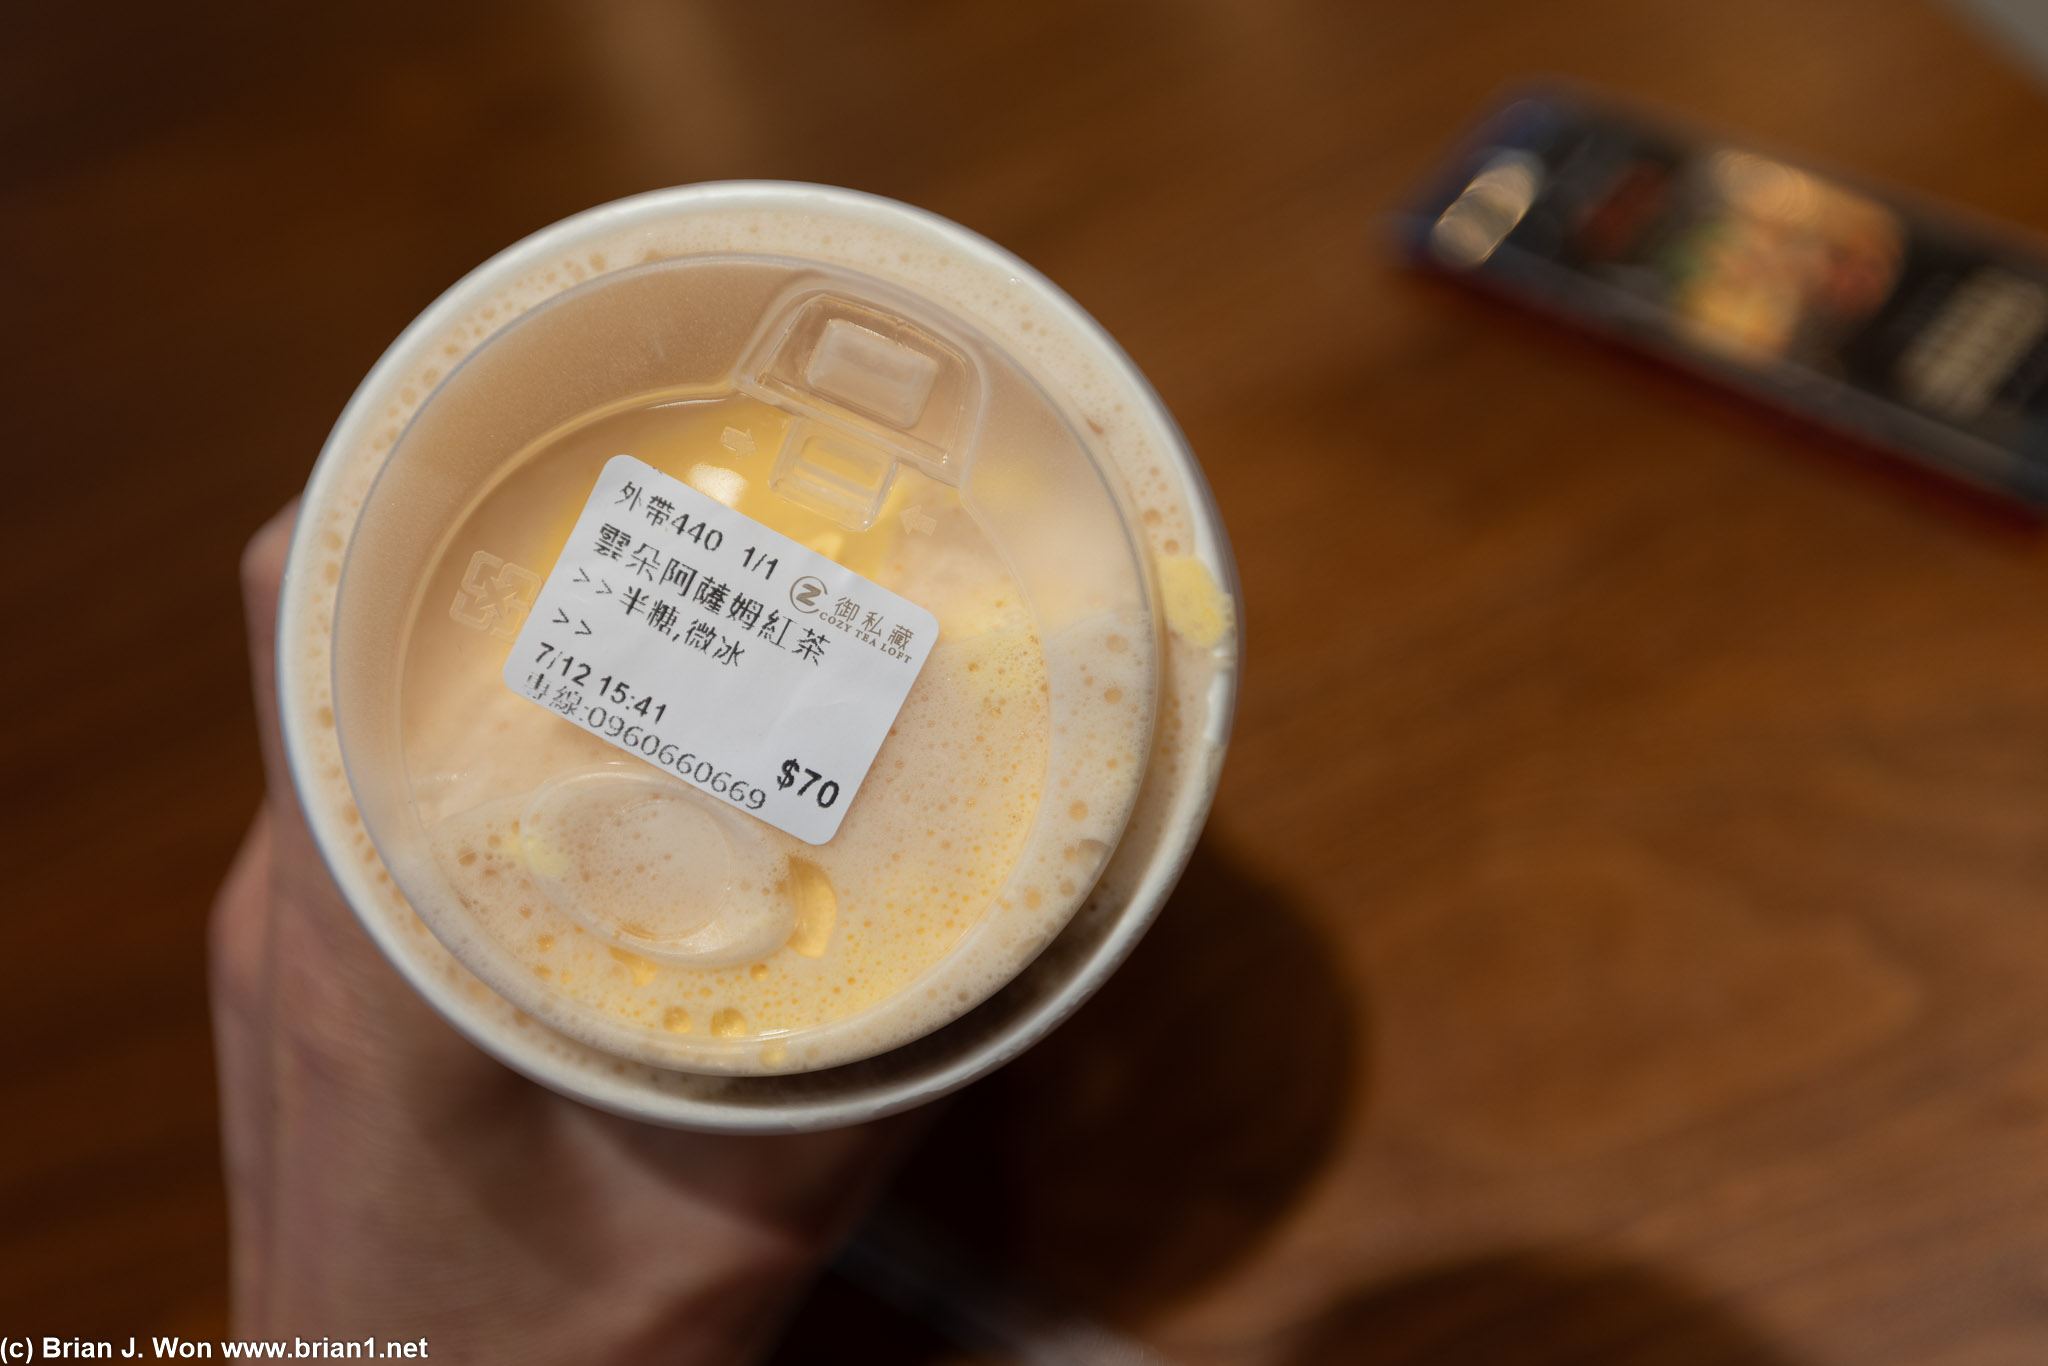 外帶440 1/1
御私藏
COZY TEA LOFT
雲朵阿薩姆紅茶
>>半糖,微冰
>>
7/12 15:41
專線:0960660669
$70
(c) Brian J. Won www.brian1.net